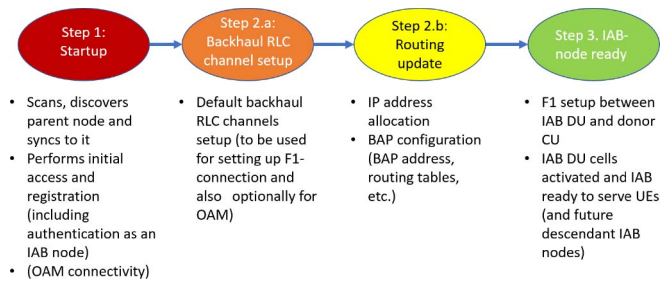 Step 1:
Startup
Step 2.a:
Backhaul RLC
channel setup
Step 2.b:
Routing
update
Step 3. IAB-
node ready
• Scans, discovers
parent node and
syncs to it
• Performs initial
access and
registration
(including
authentication as an
IAB node)
• (OAM connectivity)
• Default backhaul
RLC channels
setup (to be used
for setting up F1-
connection and
also optionally for
OAM)
• IP address
allocation
• BAP configuration
(BAP address,
routing tables,
etc.)
• F1 setup between
IAB DU and donor
CU
• IAB DU cells
activated and IAB
ready to serve UEs
(and future
descendant IAB
nodes)